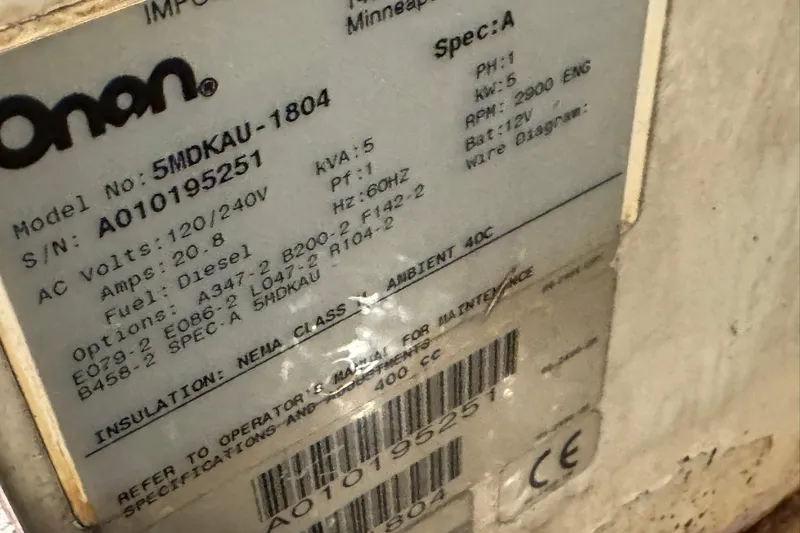 Minneap
Onan®
Spec:A
Model No: 5MDKAU-1804
PH:1
S/N: A010195251
kVA:5
kW:5
AC Volts:120/240V
Pf:1
RPM: 2900 ENG
Amps:20.8
Hz:60HZ
Bat:12V
Fuel: Diesel
Wire Diagram:
Options: A347-2 B200-2 F142-2
E079-2 E086-2 L047-2 R104-2
B458-2 SPEC-A 5MDKAU
INSULATION: NEMA CLASS AMBIENT 40C
REFER TO OPERATOR'S MANUAL FOR MAINTENANCE
SPECIFICATIONS AND ADJUSTMENTS
400 cc
A010195251
CE
1804